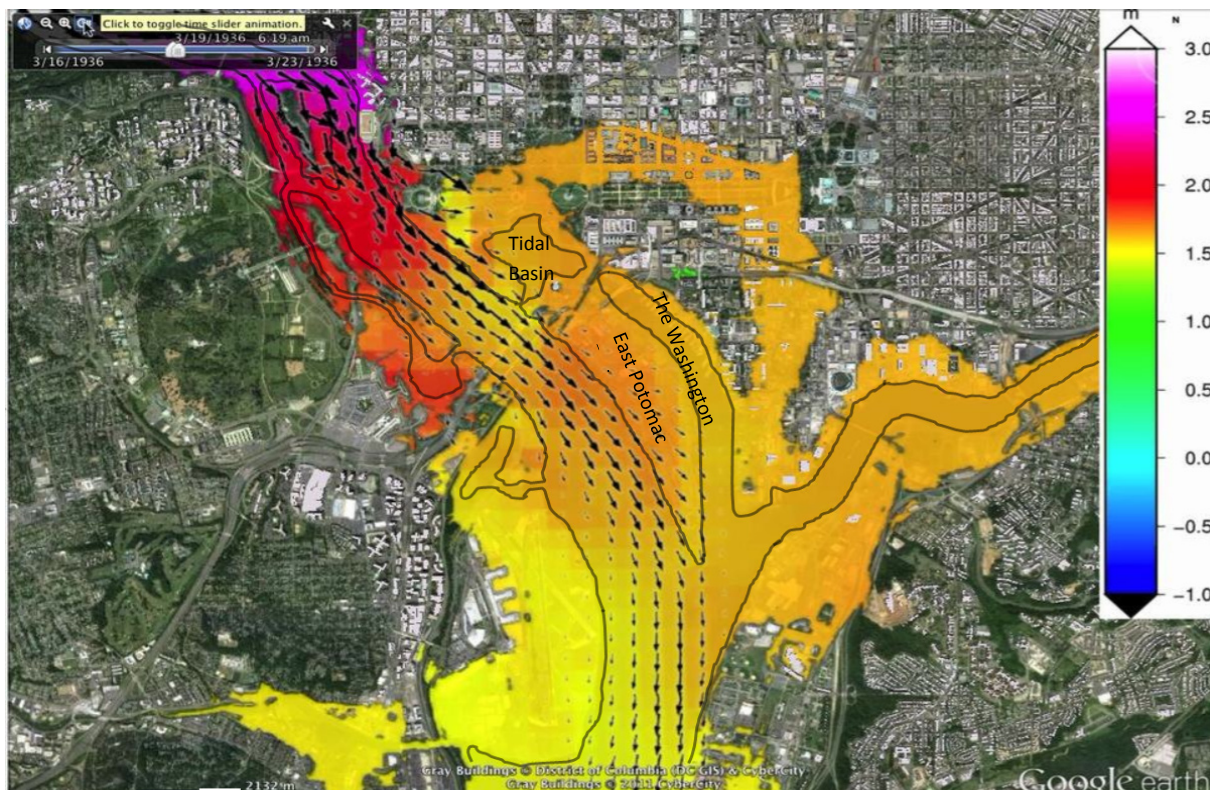 Click to toggle time slider animation.
3/19/1936 6:19 am
3/16/1936
3/23/1936
m
N
3.0
2.5
2.0
1.5
1.0
0.5
0.0
-0.5
-1.0
Tidal
Basin
The Washington
East Potomac
Gray Buildings © District of Columbia (DC GIS) & CyberCity
Gray Buildings © 2011 CyberCity
2132 m
Google earth